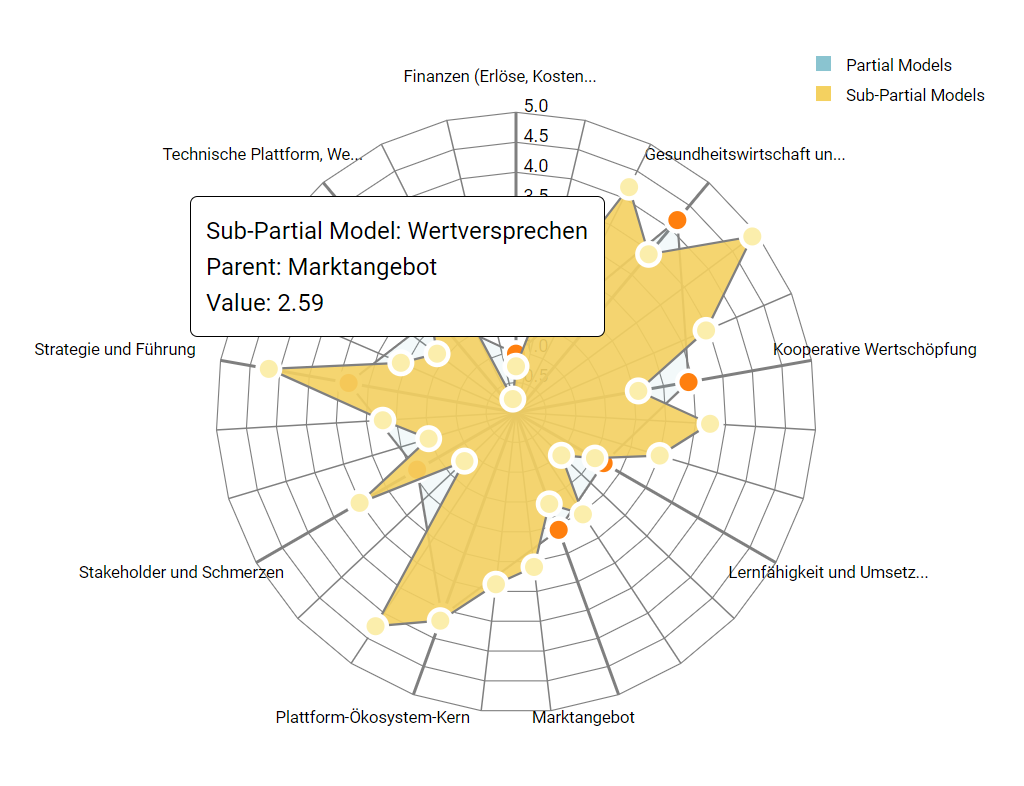 Partial Models
Sub-Partial Models
Finanzen (Erlöse, Kosten...
5.0
4.5
4.0
3.5
Technische Plattform, We...
Gesundheitswirtschaft un...
Sub-Partial Model: Wertversprechen
Parent: Marktangebot
Value: 2.59
Strategie und Führung
Kooperative Wertschöpfung
Stakeholder und Schmerzen
Lernfähigkeit und Umsetz...
Plattform-Ökosystem-Kern
Marktangebot